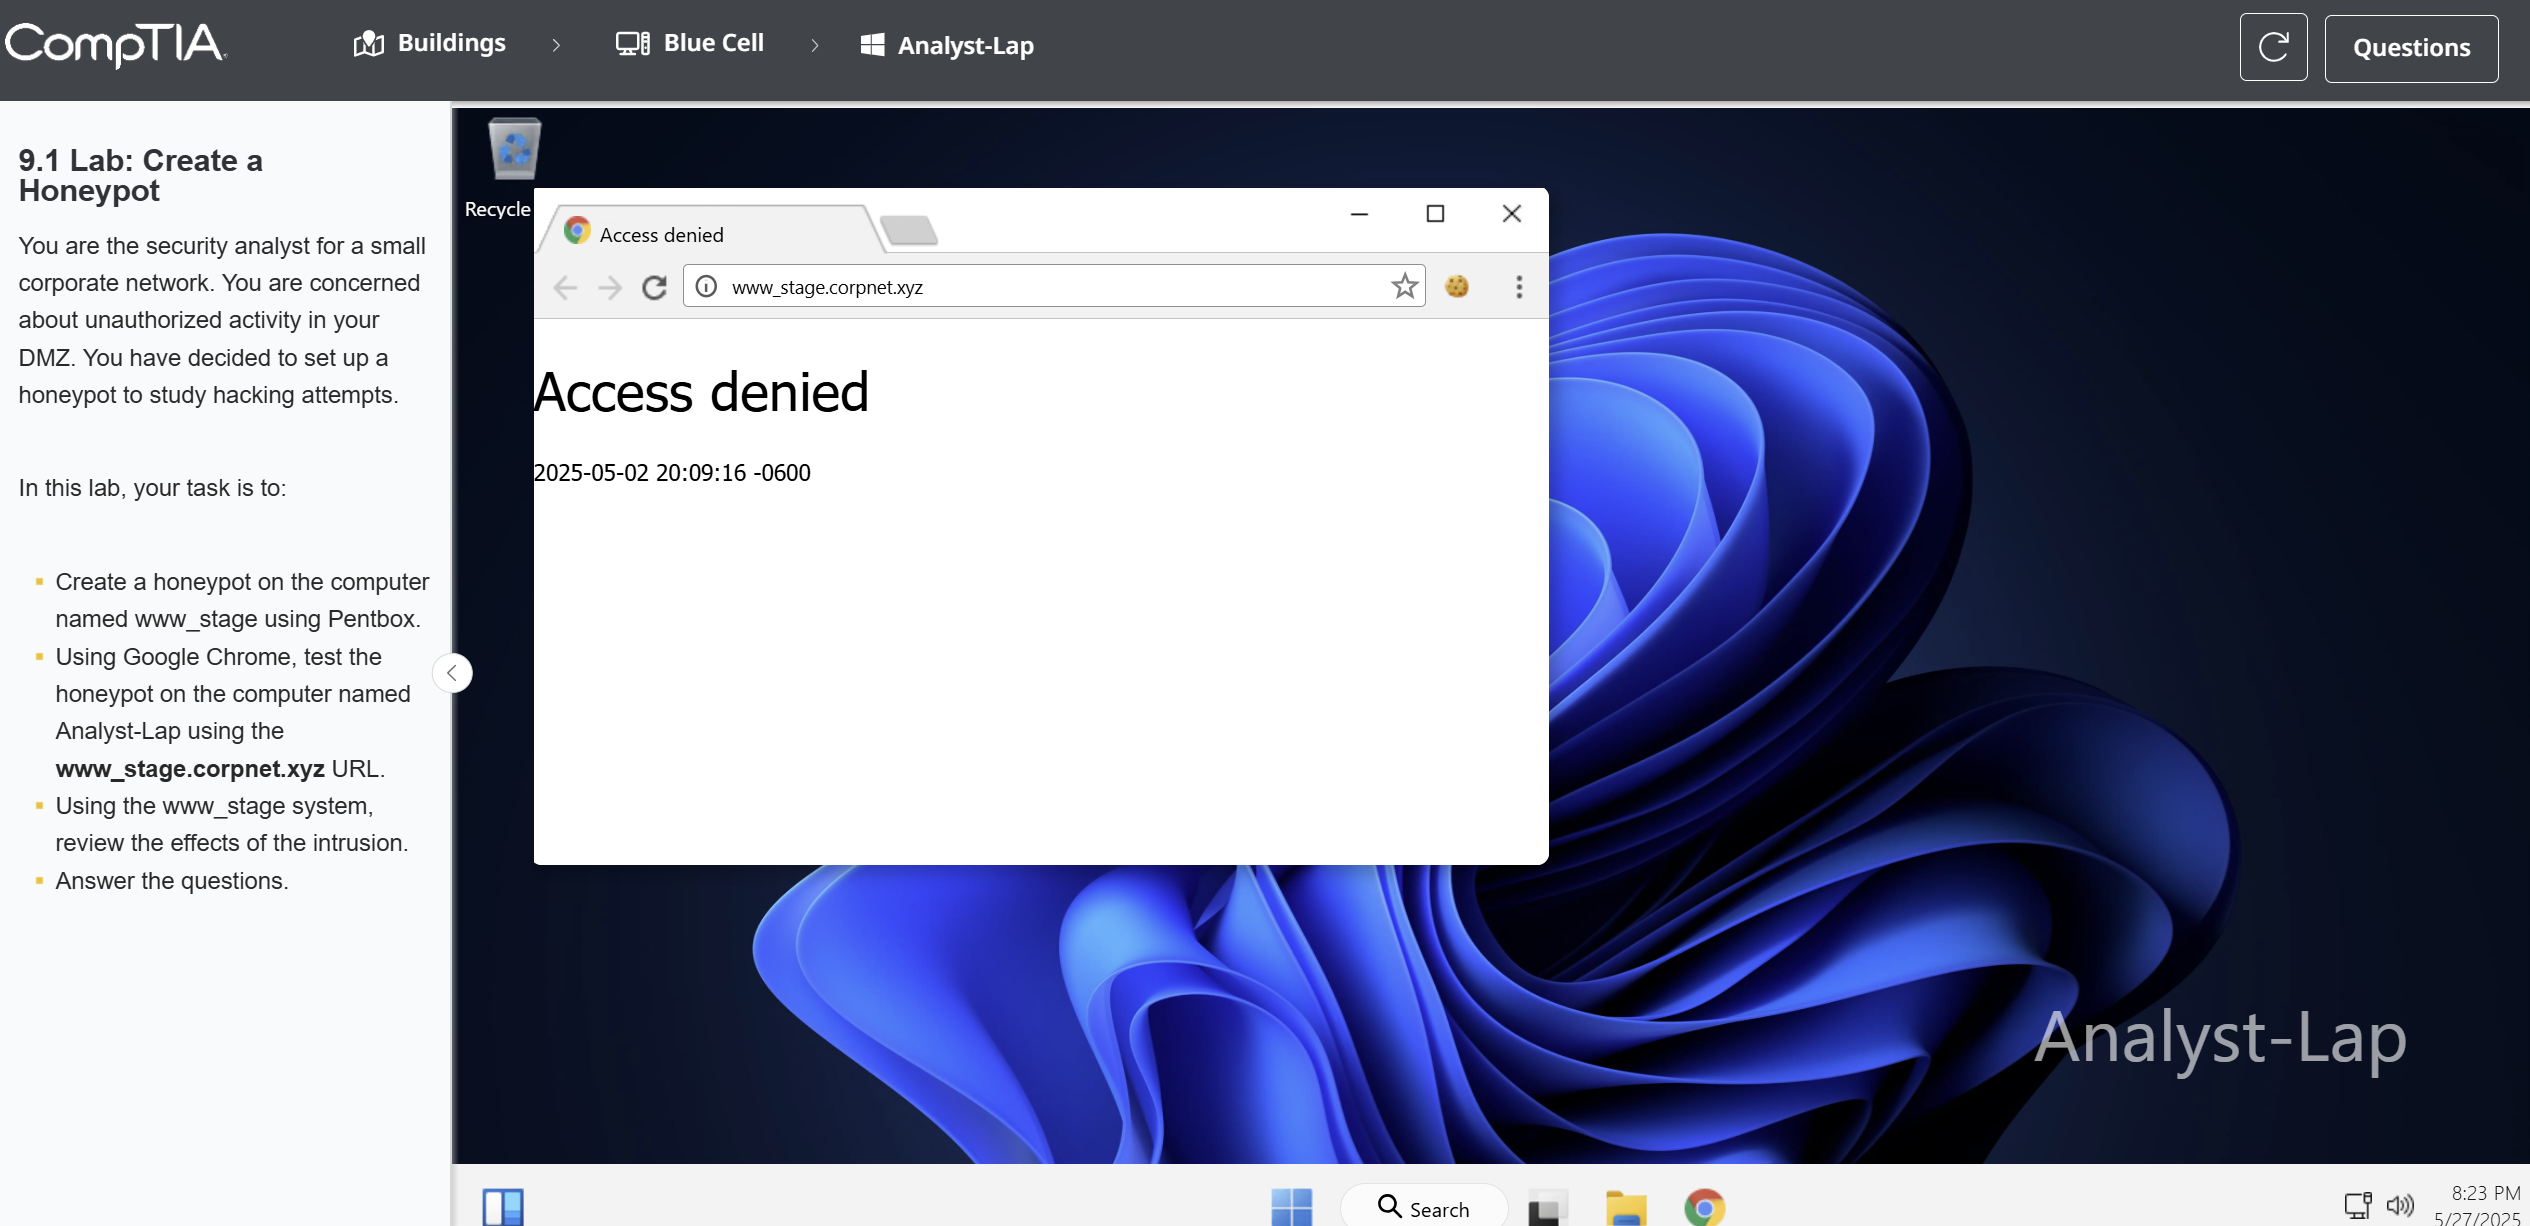 CompTIA.
Buildings
Blue Cell
Analyst-Lap
Questions
9.1 Lab: Create a
Honeypot
You are the security analyst for a small
corporate network. You are concerned
about unauthorized activity in your
DMZ. You have decided to set up a
honeypot to study hacking attempts.
In this lab, your task is to:
Create a honeypot on the computer
named www_stage using Pentbox.
Using Google Chrome, test the
honeypot on the computer named
Analyst-Lap using the
www_stage.corpnet.xyz URL.
Using the www_stage system,
review the effects of the intrusion.
Answer the questions.
Recycle
Access denied
www_stage.corpnet.xyz
Access denied
2025-05-02 20:09:16 -0600
Analyst-Lap
Search
8:23 PM
5/27/2025